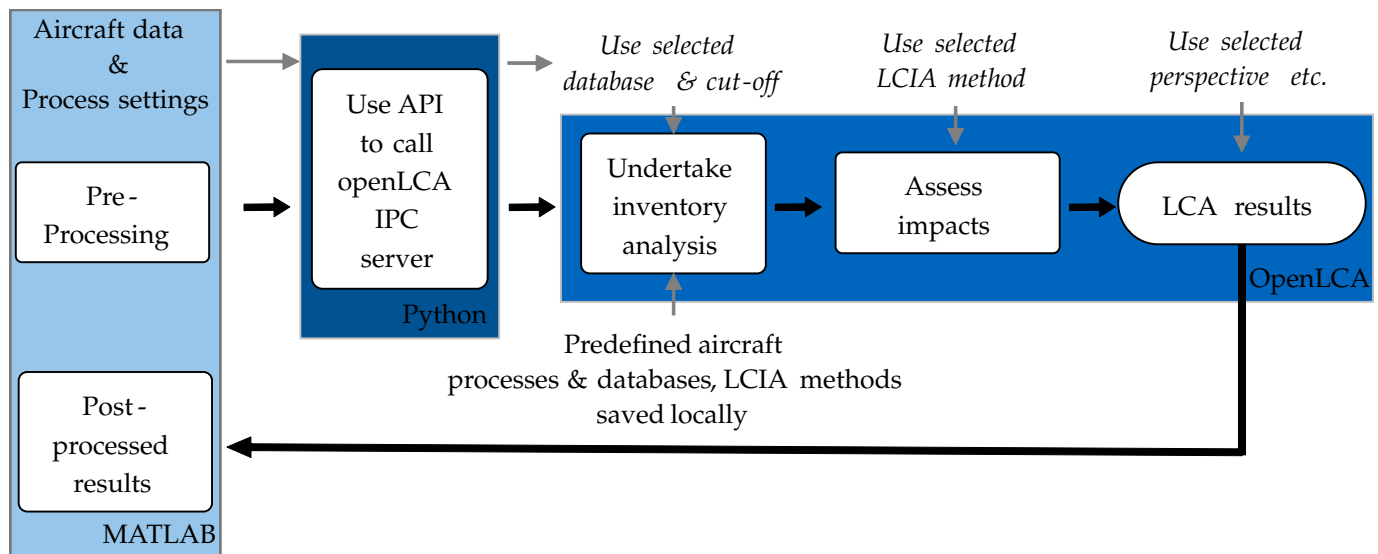 Aircraft data
&
Process settings
Pre-
Processing
Post-
processed
results
MATLAB
Use API
to call
openLCA
IPC
server
Python
Use selected
database & cut-off
Use selected
LCIA method
Use selected
perspective etc.
Undertake
inventory
analysis
Assess
impacts
LCA results
OpenLCA
Predefined aircraft
processes & databases, LCIA methods
saved locally